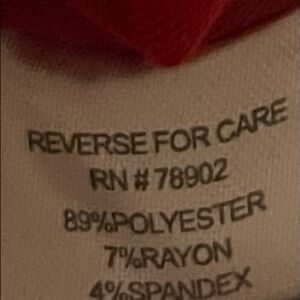 REVERSE FOR CARE
RN # 78902
89%POLYESTER
7%RAYON
4%SPANDEX